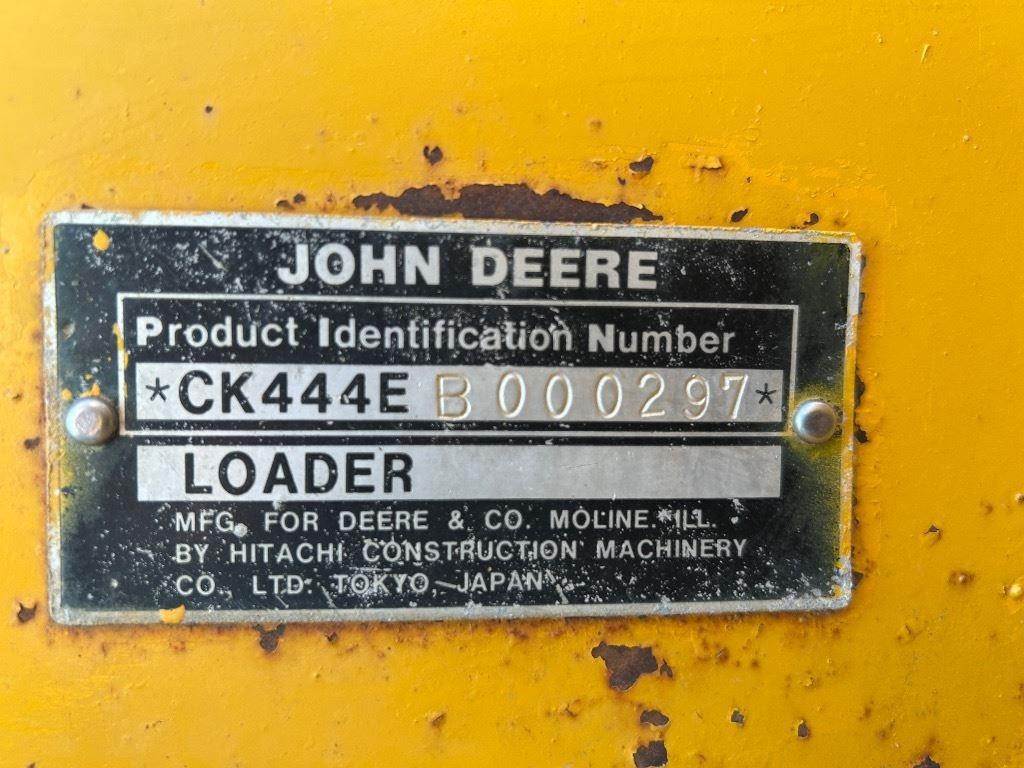 JOHN DEERE
Product Identification Number
*CK444E B000297*
LOADER
MFG. FOR DEERE & CO. MOLINE. ILL.
BY HITACHI CONSTRUCTION MACHINERY
CO. LTD. TOKYO, JAPAN